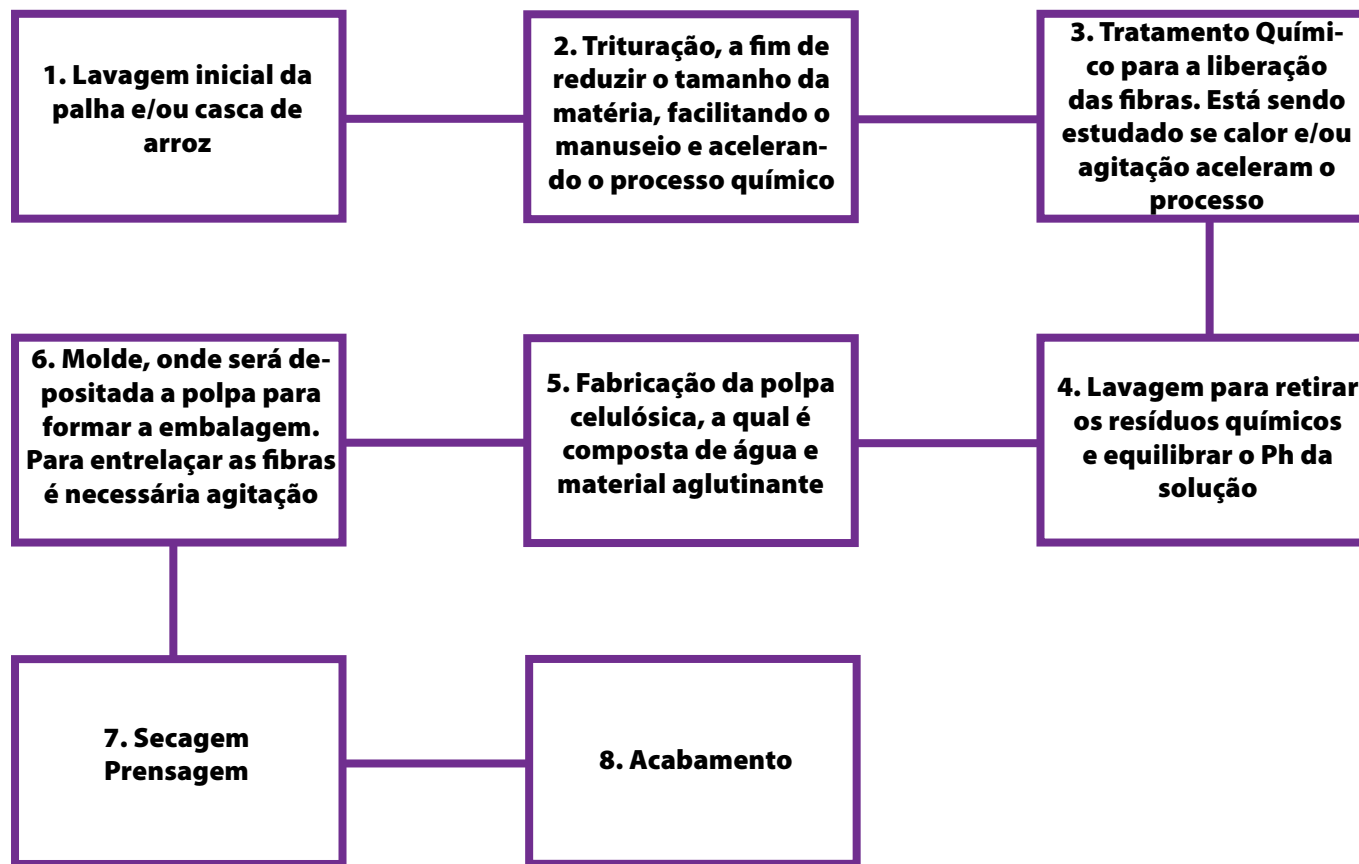 1. Lavagem inicial da
palha e/ou casca de
arroz
2. Trituração, a fim de
reduzir o tamanho da
matéria, facilitando o
manuseio e aceleran-
do o processo químico
3. Tratamento Quími-
co para a liberação
das fibras. Está sendo
estudado se calor e/ou
agitação aceleram o
processo
4. Lavagem para retirar
os resíduos químicos
e equilibrar o Ph da
solução
5. Fabricação da polpa
celulósica, a qual é
composta de água e
material aglutinante
6. Molde, onde será de-
positada a polpa para
formar a embalagem.
Para entrelaçar as fibras
é necessária agitação
7. Secagem
Prensagem
8. Acabamento